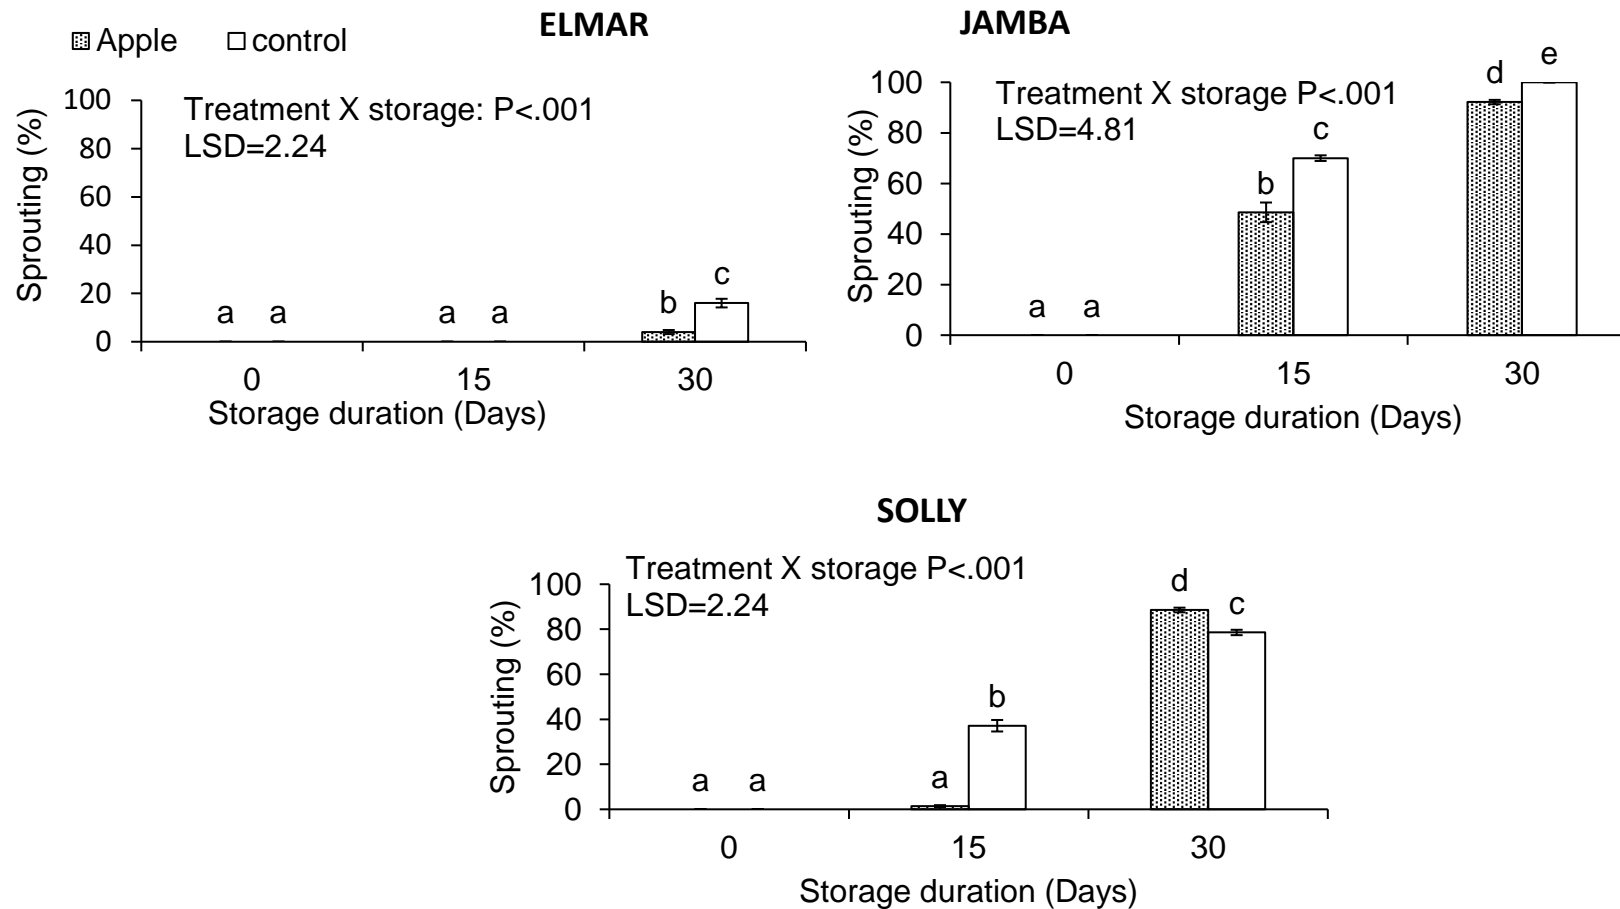 Apple control
ELMAR
Sprouting (%)
100
80
60
40
20
0
Treatment X storage: P<.001
LSD=2.24
a a a a b c
0 15 30
Storage duration (Days)
JAMBA
Sprouting (%)
100
80
60
40
20
0
Treatment X storage P<.001
LSD=4.81
a a b c d e
0 15 30
Storage duration (Days)
SOLLY
Sprouting (%)
100
80
60
40
20
0
Treatment X storage P<.001
LSD=2.24
a a a b d c
0 15 30
Storage duration (Days)